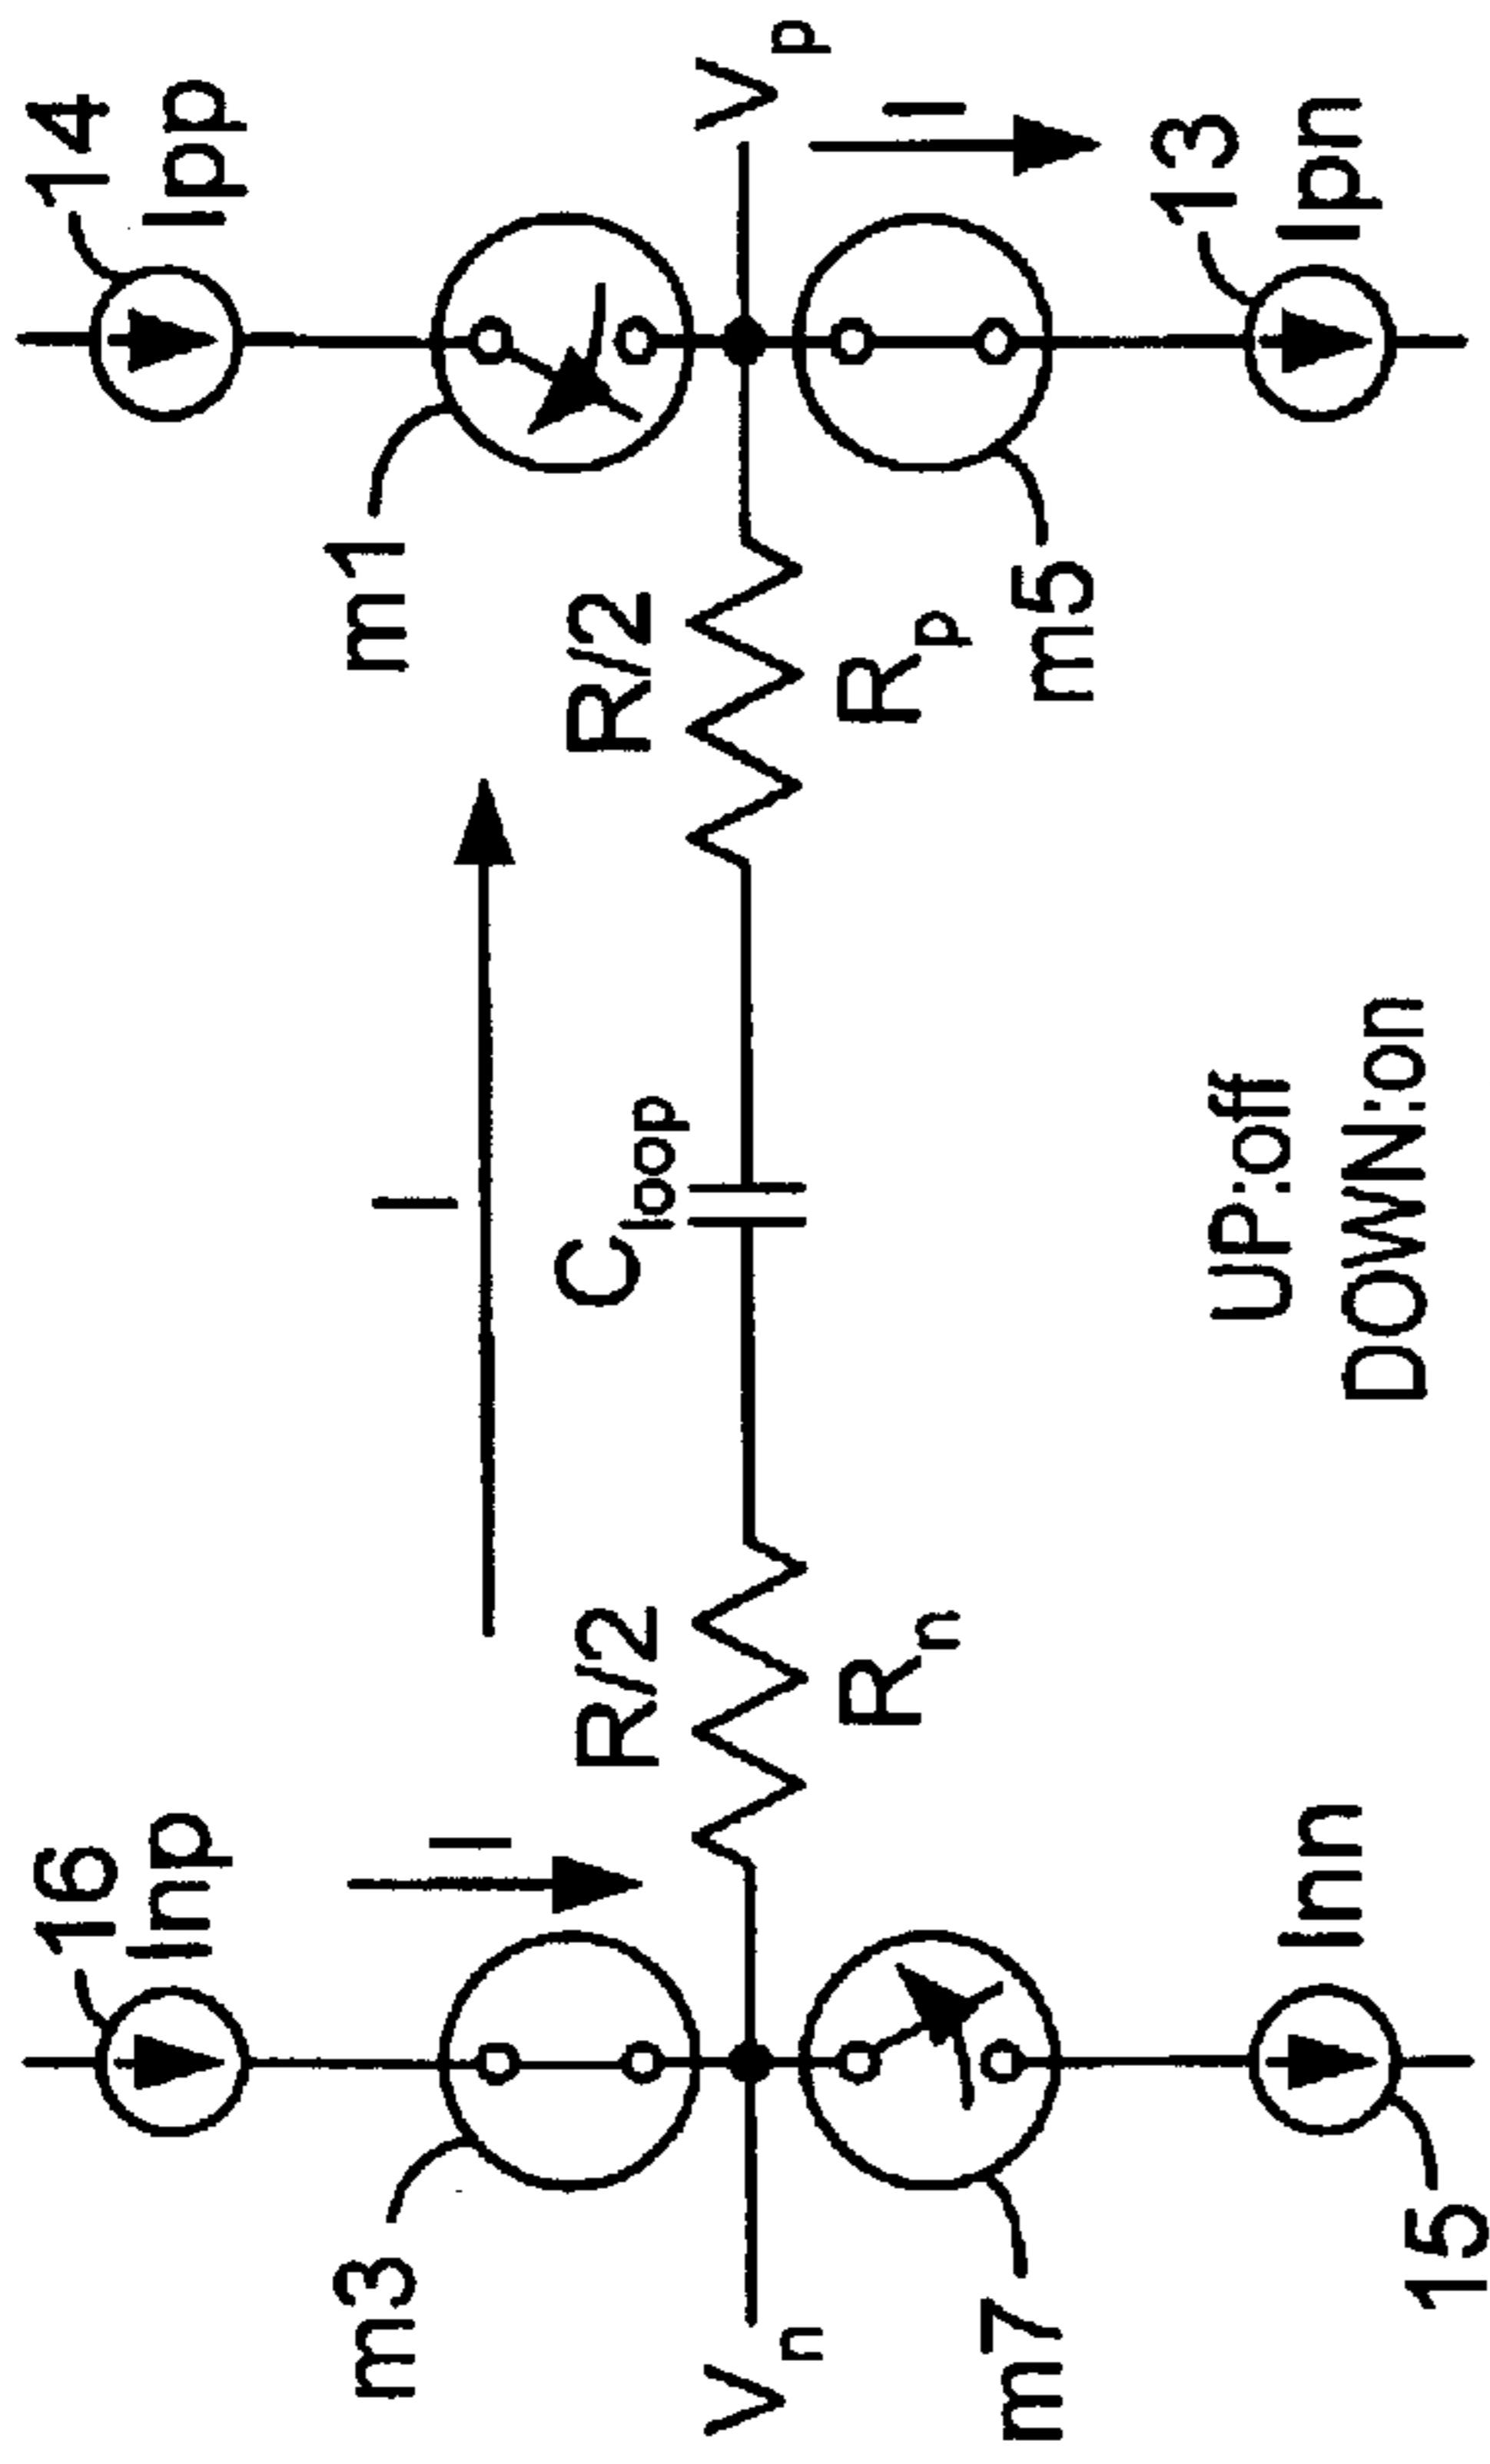 16
Inp
14
Ipp
m3
I
I
m1
R/2
Cloop
R/2
Vn
Vp
Rn
Rp
I
m7
m5
13
UP:off
Inn
DOWN:on
Ipn
15